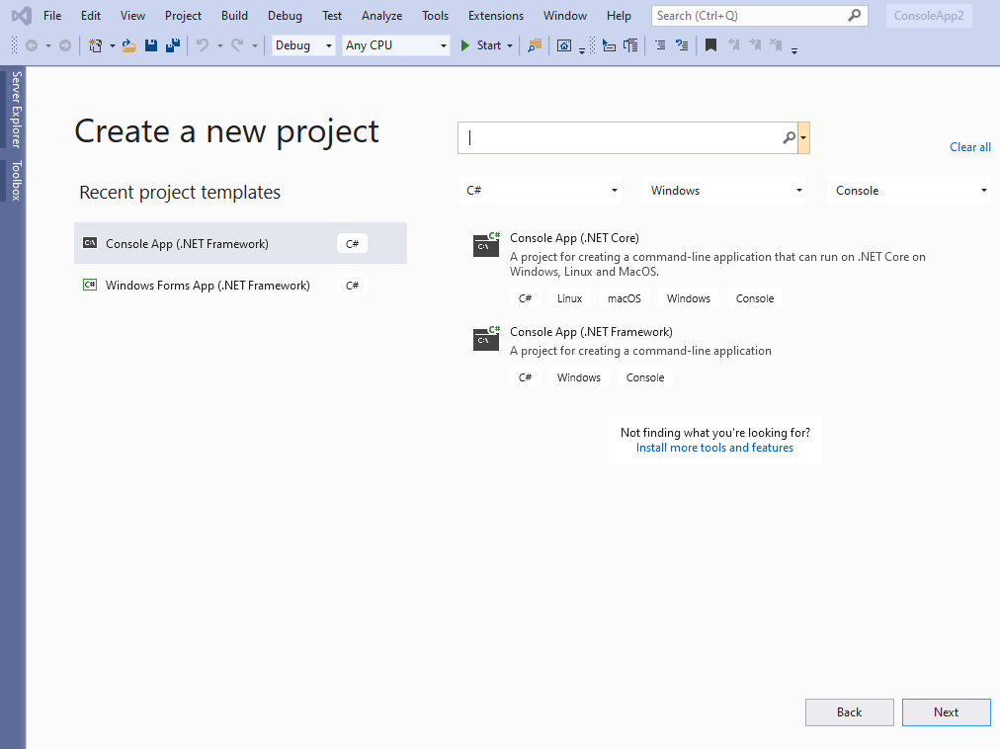 File Edit View Project Build Debug Test Analyze Tools Extensions Window Help Search (Ctrl+Q) ConsoleApp2
Debug Any CPU Start
Server Explorer
Toolbox
Create a new project
Clear all
Recent project templates
C# Windows Console
Console App (.NET Framework) C#
Windows Forms App (.NET Framework) C#
Console App (.NET Core)
A project for creating a command-line application that can run on .NET Core on
Windows, Linux and MacOS.
C# Linux macOS Windows Console
Console App (.NET Framework)
A project for creating a command-line application
C# Windows Console
Not finding what you're looking for?
Install more tools and features
Back Next